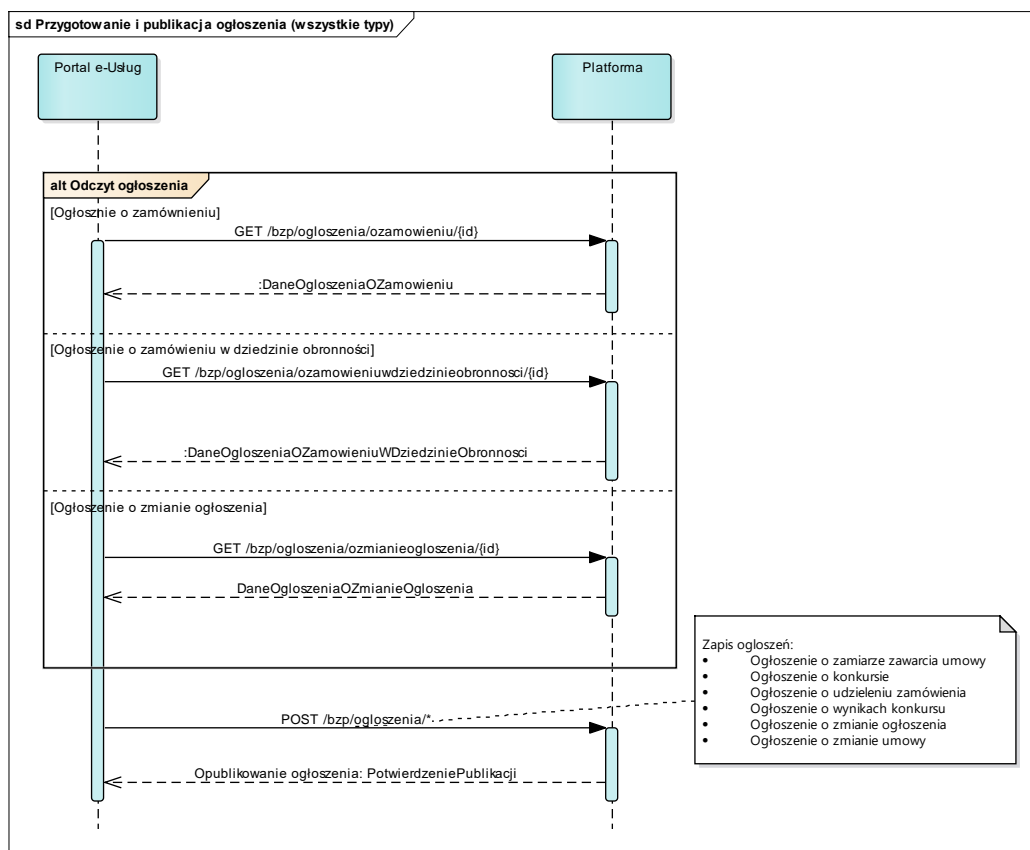 sd Przygotowanie i publikacja ogłoszenia (wszystkie typy)
Portal e-Usług
Platforma
alt Odczyt ogłoszenia
[Ogłosznie o zamównieniu]
GET /bzp/ogloszenia/ozamowieniu/{id}
:DaneOgloszeniaOZamowieniu
[Ogłoszenie o zamówieniu w dziedzinie obronności]
GET /bzp/ogloszenia/ozamowieniuwdziedzinieobronnosci/{id}
:DaneOgloszeniaOZamowieniuWDziedzinieObronnosci
[Ogłoszenie o zmianie ogłoszenia]
GET /bzp/ogloszenia/ozmianieogloszenia/{id}
DaneOgloszeniaOZmianieOgloszenia
Zapis ogloszeń:
• Ogłoszenie o zamiarze zawarcia umowy
• Ogłoszenie o konkursie
• Ogłoszenie o udzieleniu zamówienia
• Ogłoszenie o wynikach konkursu
• Ogłoszenie o zmianie ogłoszenia
• Ogłoszenie o zmianie umowy
POST /bzp/ogloszenia/*
Opublikowanie ogłoszenia: PotwierdzeniePublikacji